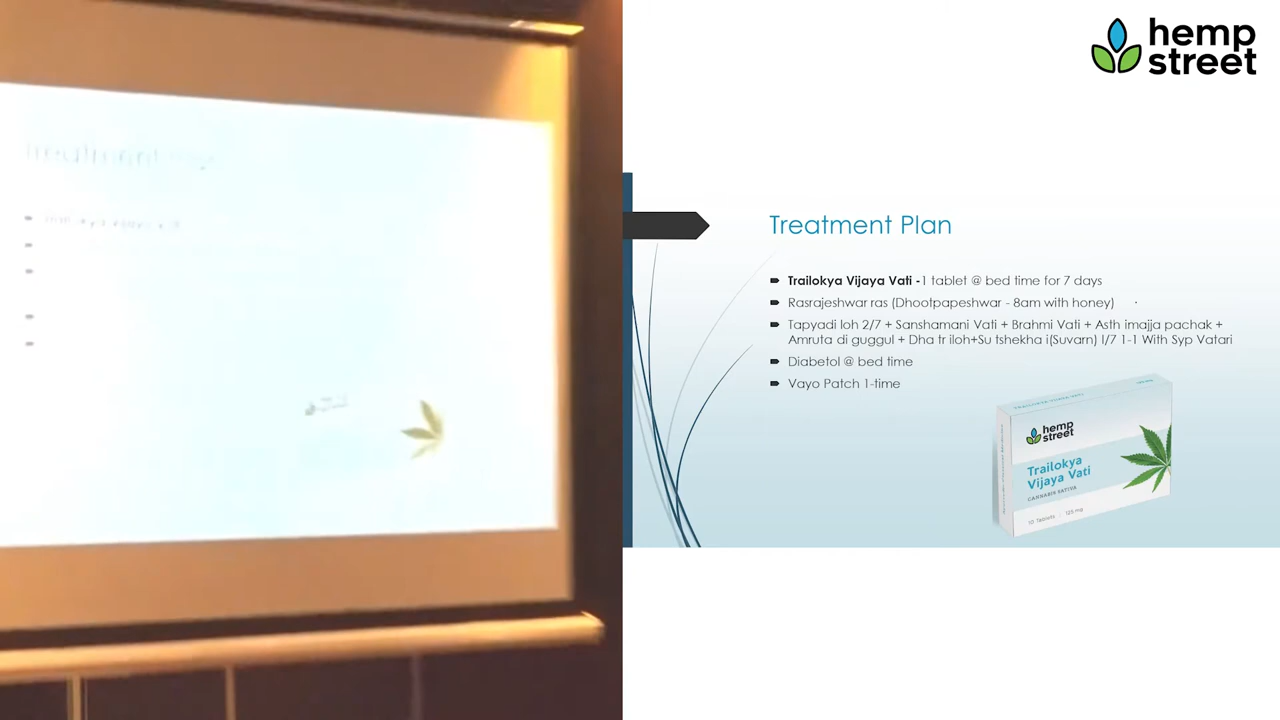 hemp
street
Treatment Plan
Trailokya Vijaya Vati -1 tablet @ bed time for 7 days
Rasrajeshwar ras (Dhootpapeshwar - 8am with honey)
Tapyadi loh 2/7 + Sanshamani Vati + Brahmi Vati + Asth imajja pachak +
Amruta di guggul + Dha tr iloh+Su tshekha i(Suvarn) I/7 1-1 With Syp Vatari
Diabetol @ bed time
Vayo Patch 1-time
hemp
street
Trailokya
Vijaya Vati
CANNABIS SATIVA
10 Tablets 125 mg